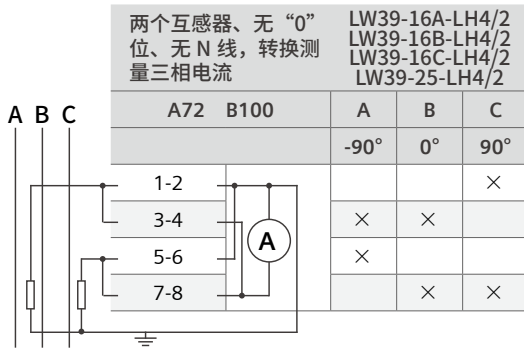 两个互感器、无“0”
位、无 N 线，转换测
量三相电流
LW39-16A-LH4/2
LW39-16B-LH4/2
LW39-16C-LH4/2
LW39-25-LH4/2
A B C
A72 B100 A B C
-90° 0° 90°
1-2 ×
3-4 × ×
5-6 ×
7-8 × ×
A